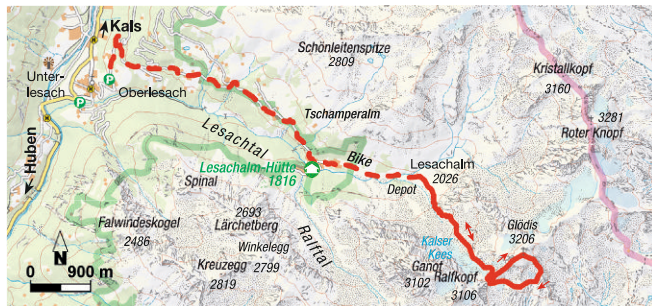 Kals
Schönleitenspitze
2809
Kristallkopf
3160
Unter-
lesach
P
Oberlesach
P
3281
Roter Knopf
Tschamperalm
Lesachtal
Huben
Bike
Lesachalm
2026
Lesachalm-Hütte
1816
Spinal
Depot
Glödis
3206
Falwindeskogel
2486
2693
Lärchetberg
Ralftal
Kalser
Kees
Winkelegg
2799
Ganot
3102
Ralfkopf
3106
Kreuzegg
2819
N
0 900 m